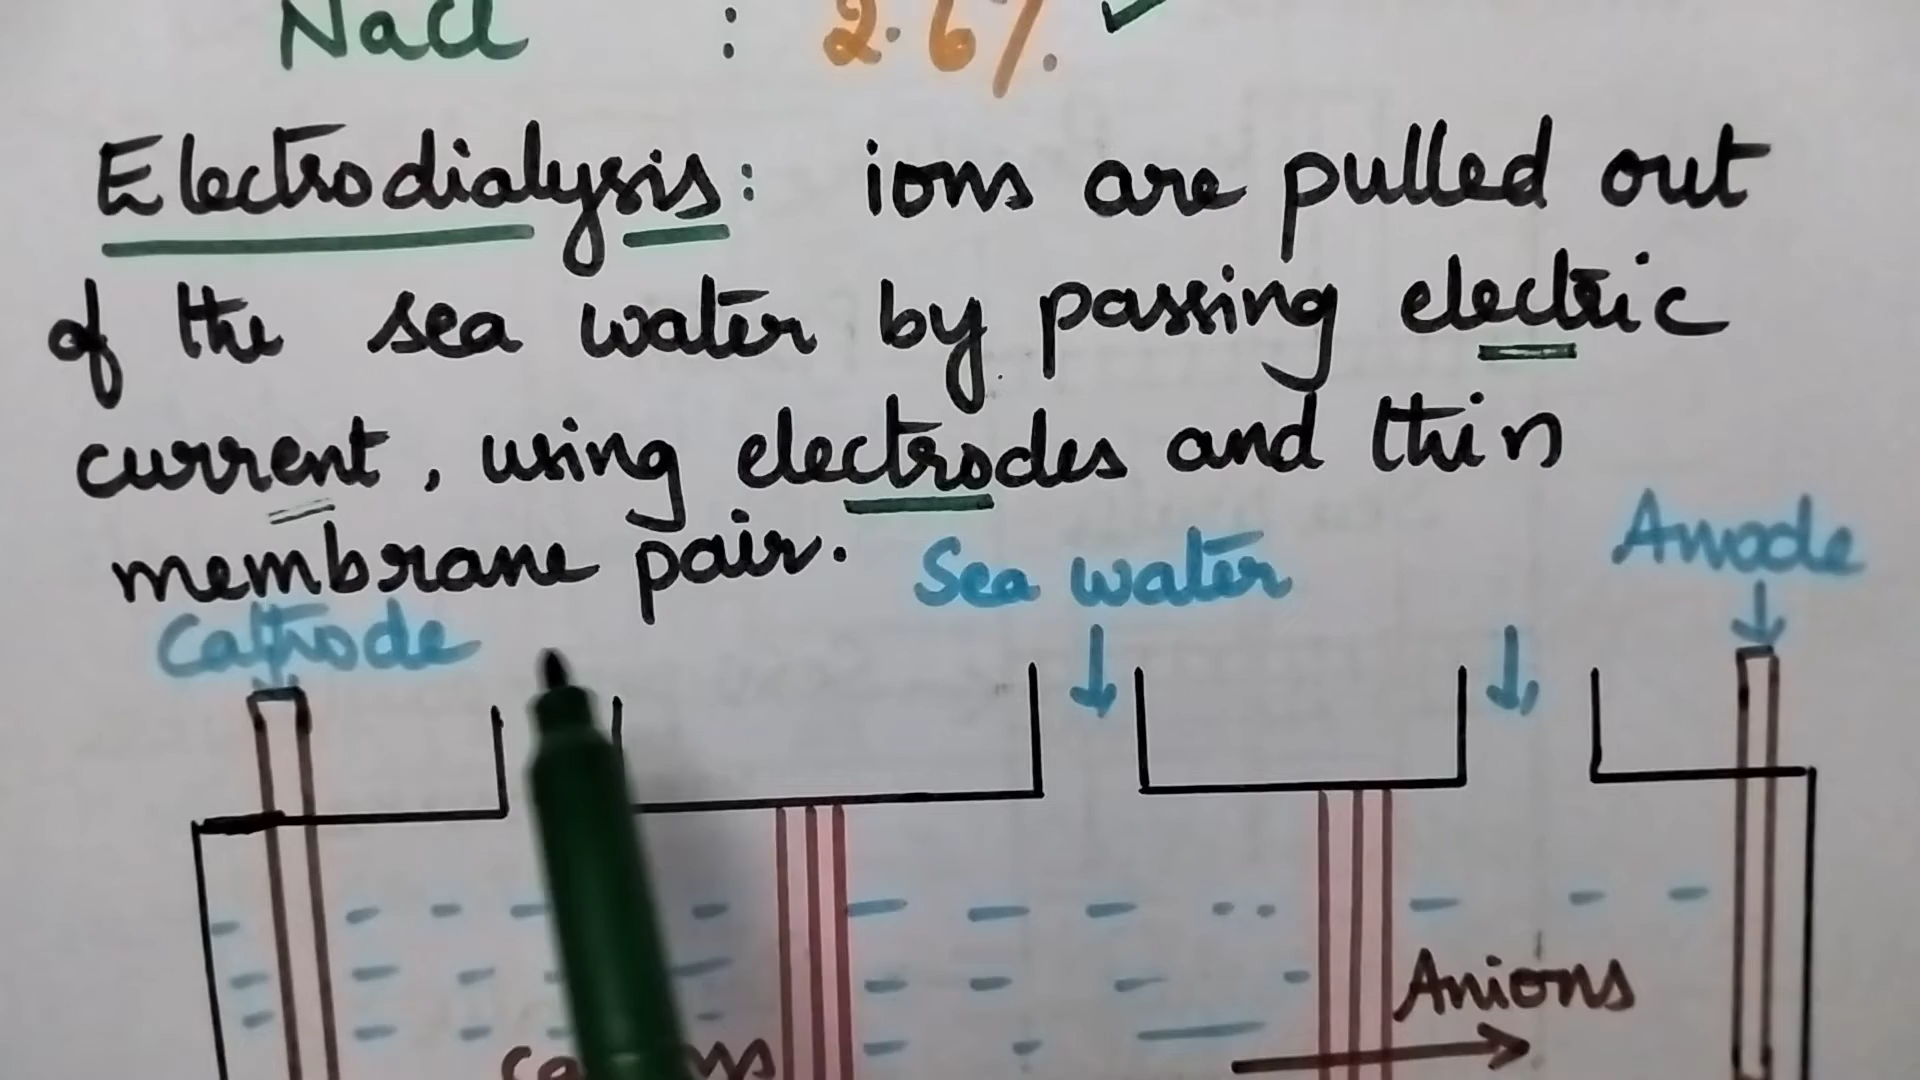 NaCl : 2.6%.
Electrodialysis: ions are pulled out
of the sea water by passing electric
current, using electrodes and thin
membrane pair.
Sea water
Anode
Cathode
Anions